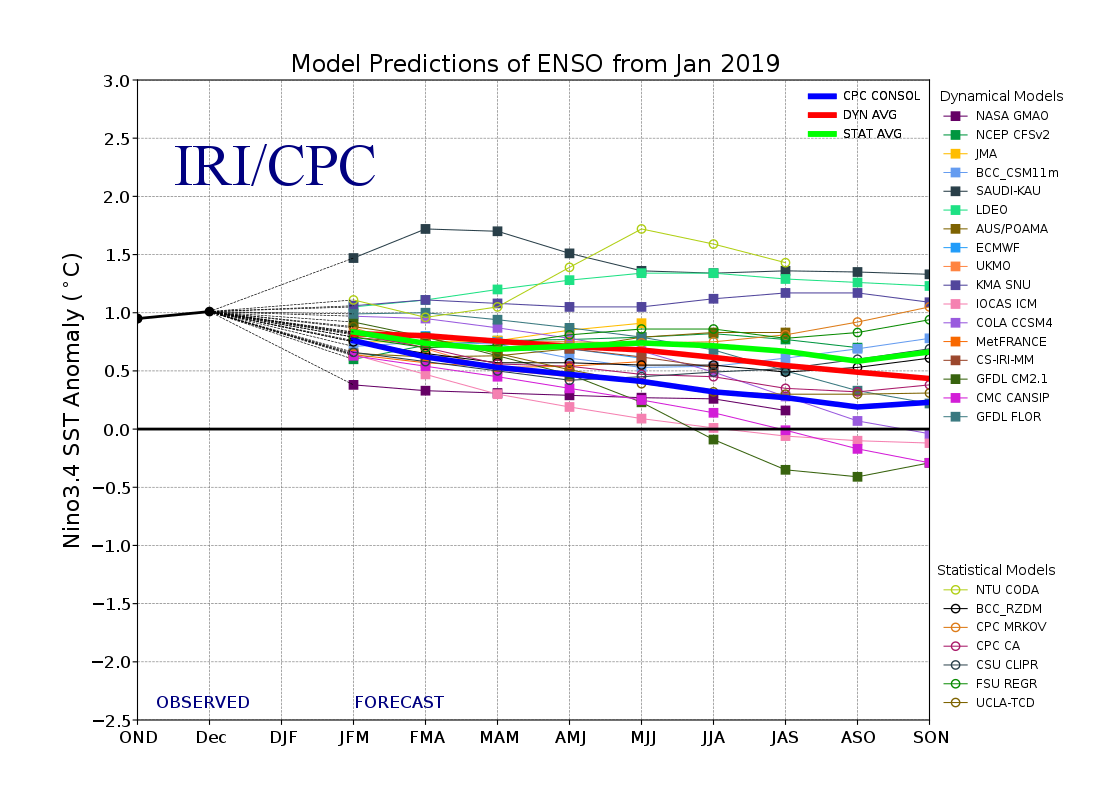 Model Predictions of ENSO from Jan 2019
IRI/CPC
CPC CONSOL
DYN AVG
STAT AVG
Nino3.4 SST Anomaly (°C)
3.0
2.5
2.0
1.5
1.0
0.5
0.0
−0.5
−1.0
−1.5
−2.0
−2.5
OBSERVED
FORECAST
OND Dec DJF JFM FMA MAM AMJ MJJ JJA JAS ASO SON
Dynamical Models
NASA GMAO
NCEP CFSv2
JMA
BCC_CSM11m
SAUDI-KAU
LDEO
AUS/POAMA
ECMWF
UKMO
KMA SNU
IOCAS ICM
COLA CCSM4
MetFRANCE
CS-IRI-MM
GFDL CM2.1
CMC CANSIP
GFDL FLOR
Statistical Models
NTU CODA
BCC_RZDM
CPC MRKOV
CPC CA
CSU CLIPR
FSU REGR
UCLA-TCD